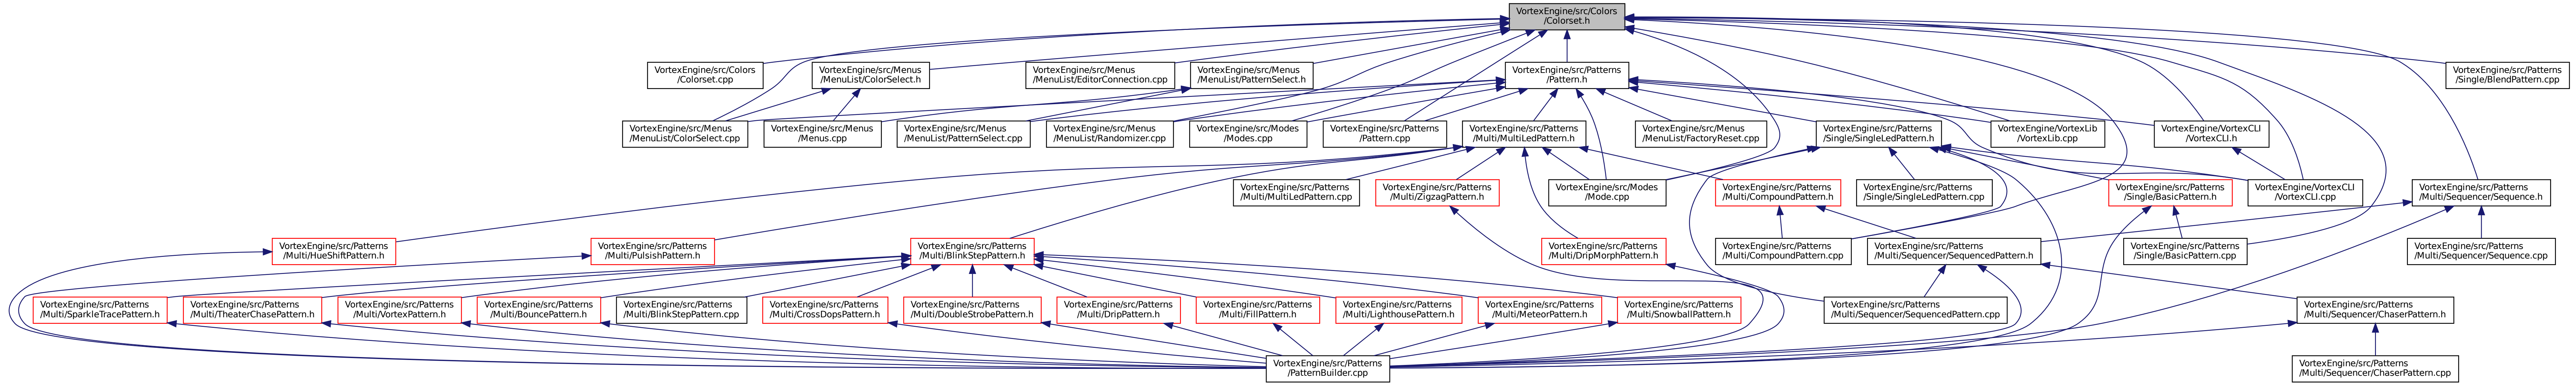 VortexEngine/src/Colors
/Colorset.h
VortexEngine/src/Colors
/Colorset.cpp
VortexEngine/src/Menus
/MenuList/ColorSelect.h
VortexEngine/src/Menus
/MenuList/EditorConnection.cpp
VortexEngine/src/Menus
/MenuList/PatternSelect.h
VortexEngine/src/Patterns
/Pattern.h
VortexEngine/src/Patterns
/Single/BlendPattern.cpp
VortexEngine/src/Menus
/MenuList/ColorSelect.cpp
VortexEngine/src/Menus
/Menus.cpp
VortexEngine/src/Menus
/MenuList/PatternSelect.cpp
VortexEngine/src/Menus
/MenuList/Randomizer.cpp
VortexEngine/src/Modes
/Modes.cpp
VortexEngine/src/Patterns
/Pattern.cpp
VortexEngine/src/Patterns
/Multi/MultiLedPattern.h
VortexEngine/src/Menus
/MenuList/FactoryReset.cpp
VortexEngine/src/Patterns
/Single/SingleLedPattern.h
VortexEngine/VortexLib
/VortexLib.cpp
VortexEngine/VortexCLI
/VortexCLI.h
VortexEngine/src/Patterns
/Multi/MultiLedPattern.cpp
VortexEngine/src/Patterns
/Multi/ZigzagPattern.h
VortexEngine/src/Modes
/Mode.cpp
VortexEngine/src/Patterns
/Multi/CompoundPattern.h
VortexEngine/src/Patterns
/Single/SingleLedPattern.cpp
VortexEngine/src/Patterns
/Single/BasicPattern.h
VortexEngine/VortexCLI
/VortexCLI.cpp
VortexEngine/src/Patterns
/Multi/Sequencer/Sequence.h
VortexEngine/src/Patterns
/Multi/HueShiftPattern.h
VortexEngine/src/Patterns
/Multi/PulsishPattern.h
VortexEngine/src/Patterns
/Multi/BlinkStepPattern.h
VortexEngine/src/Patterns
/Multi/DripMorphPattern.h
VortexEngine/src/Patterns
/Multi/CompoundPattern.cpp
VortexEngine/src/Patterns
/Multi/Sequencer/SequencedPattern.h
VortexEngine/src/Patterns
/Single/BasicPattern.cpp
VortexEngine/src/Patterns
/Multi/Sequencer/Sequence.cpp
VortexEngine/src/Patterns
/Multi/SparkleTracePattern.h
VortexEngine/src/Patterns
/Multi/TheaterChasePattern.h
VortexEngine/src/Patterns
/Multi/VortexPattern.h
VortexEngine/src/Patterns
/Multi/BouncePattern.h
VortexEngine/src/Patterns
/Multi/BlinkStepPattern.cpp
VortexEngine/src/Patterns
/Multi/CrossDopsPattern.h
VortexEngine/src/Patterns
/Multi/DoubleStrobePattern.h
VortexEngine/src/Patterns
/Multi/DripPattern.h
VortexEngine/src/Patterns
/Multi/FillPattern.h
VortexEngine/src/Patterns
/Multi/LighthousePattern.h
VortexEngine/src/Patterns
/Multi/MeteorPattern.h
VortexEngine/src/Patterns
/Multi/SnowballPattern.h
VortexEngine/src/Patterns
/Multi/Sequencer/SequencedPattern.cpp
VortexEngine/src/Patterns
/Multi/Sequencer/ChaserPattern.h
VortexEngine/src/Patterns
/PatternBuilder.cpp
VortexEngine/src/Patterns
/Multi/Sequencer/ChaserPattern.cpp